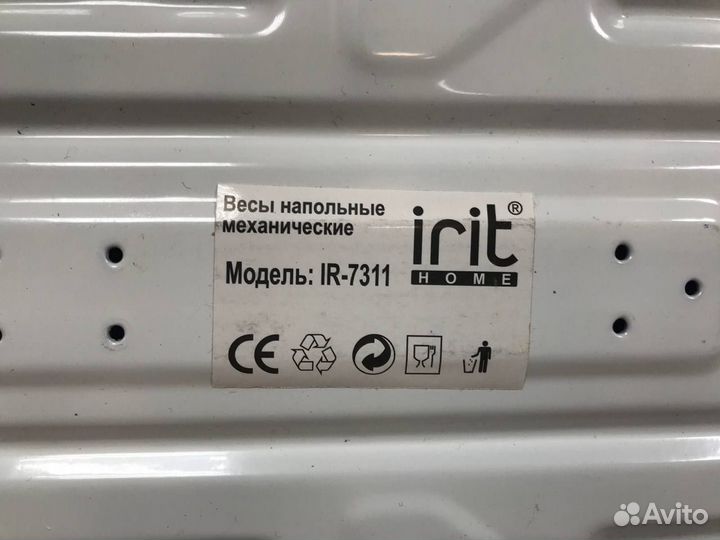 Весы напольные
механические
irit®
HOME
Модель: IR-7311
CE
Avito